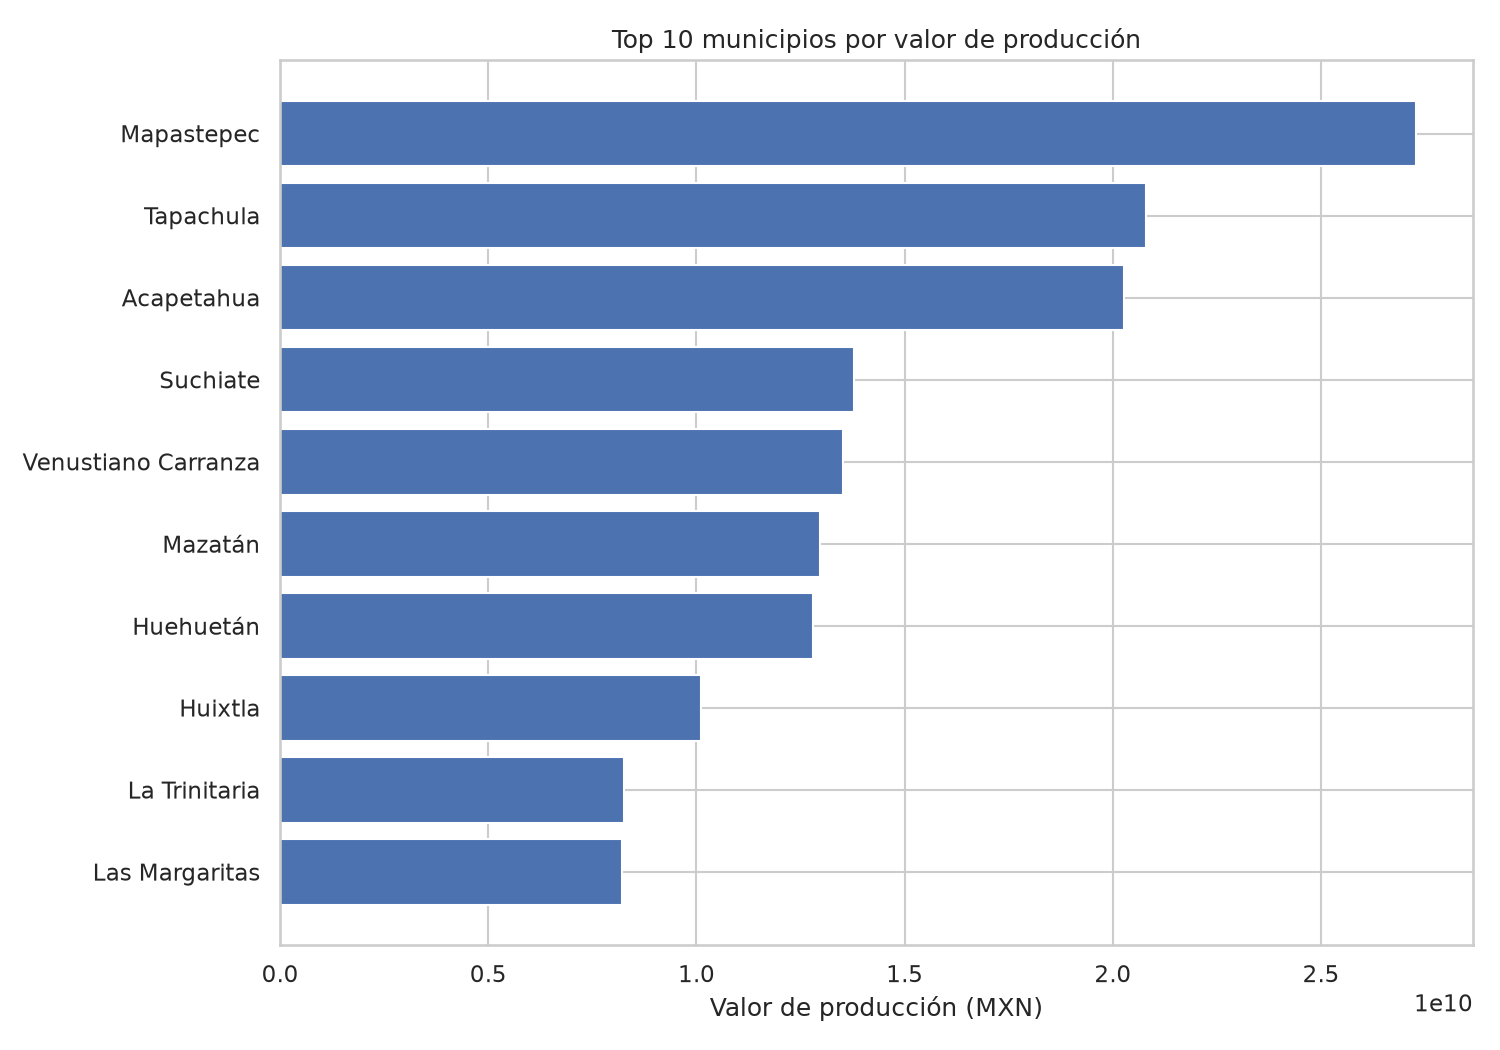 Top 10 municipios por valor de producción
Mapastepec
Tapachula
Acapetahua
Suchiate
Venustiano Carranza
Mazatán
Huehuetán
Huixtla
La Trinitaria
Las Margaritas
0.0 0.5 1.0 1.5 2.0 2.5
1e10
Valor de producción (MXN)